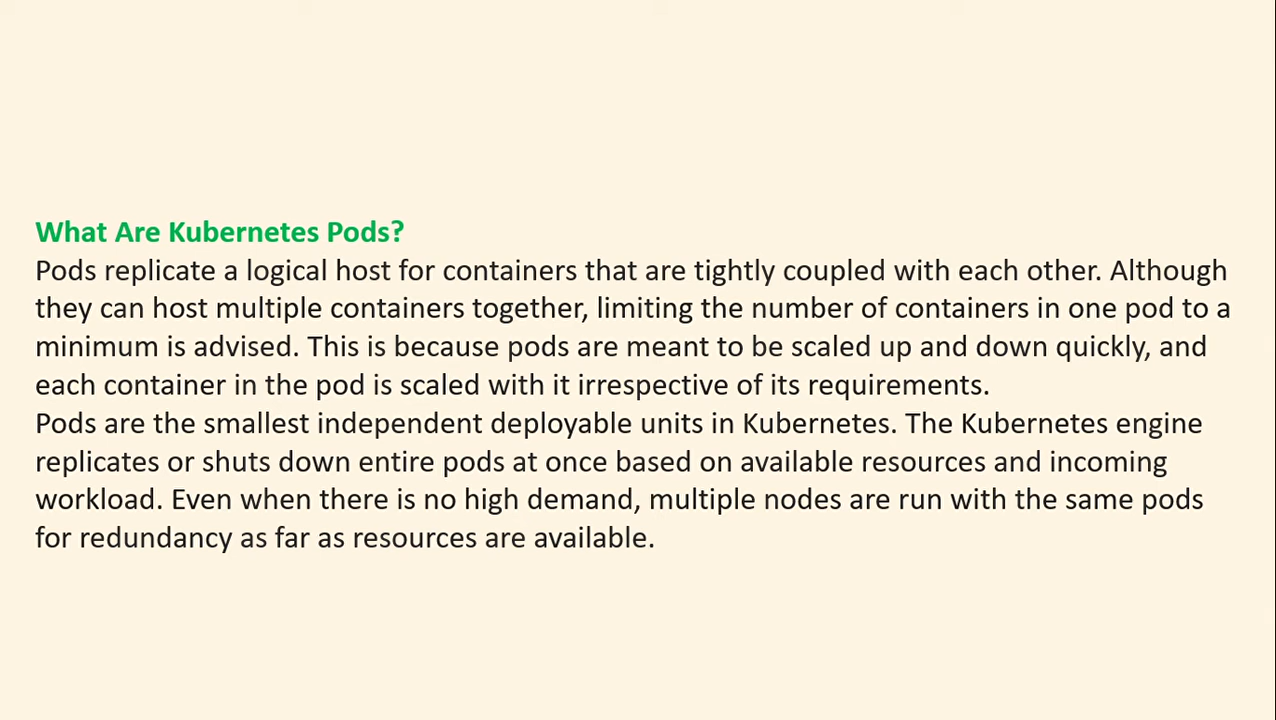 What Are Kubernetes Pods?
Pods replicate a logical host for containers that are tightly coupled with each other. Although
they can host multiple containers together, limiting the number of containers in one pod to a
minimum is advised. This is because pods are meant to be scaled up and down quickly, and
each container in the pod is scaled with it irrespective of its requirements.
Pods are the smallest independent deployable units in Kubernetes. The Kubernetes engine
replicates or shuts down entire pods at once based on available resources and incoming
workload. Even when there is no high demand, multiple nodes are run with the same pods
for redundancy as far as resources are available.